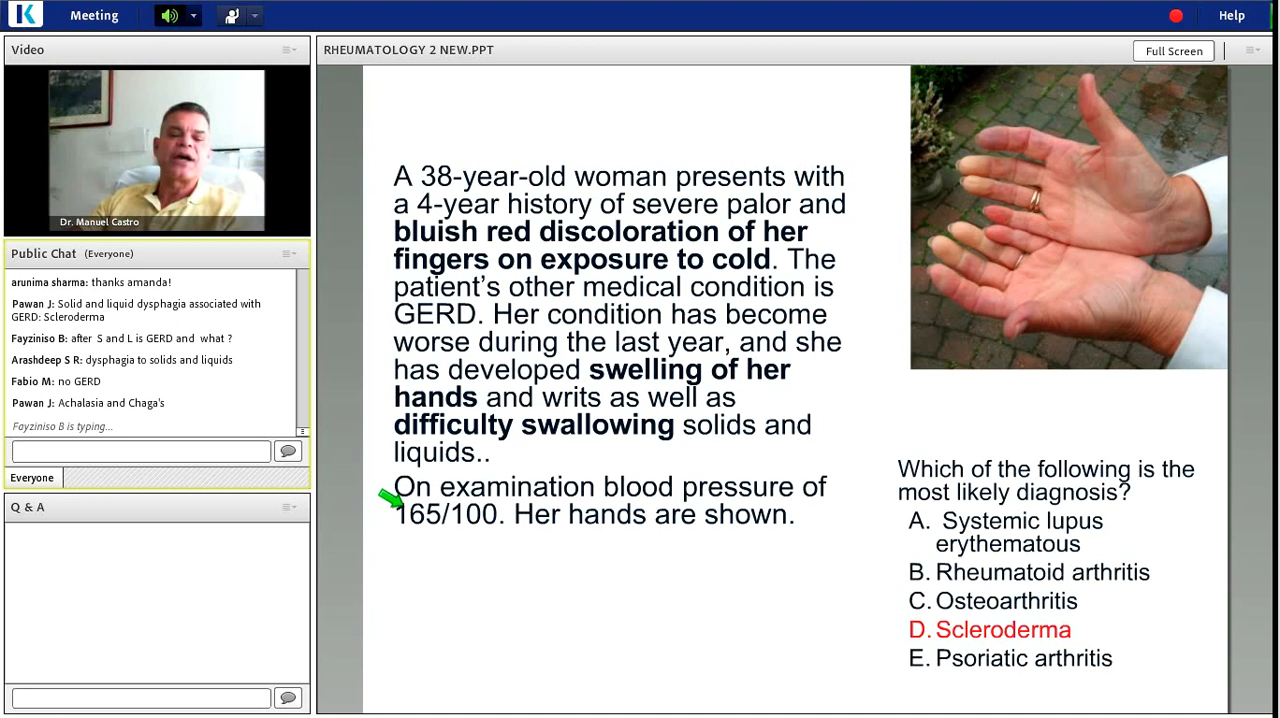 K
Meeting
Help
Video
Dr. Manuel Castro
Public Chat (Everyone)
arunima sharma: thanks amanda!
Pawan J: Solid and liquid dysphagia associated with
GERD: Scleroderma
Fayziniso B: after S and L is GERD and what ?
Arashdeep S R: dysphagia to solids and liquids
Fabio M: no GERD
Pawan J: Achalasia and Chaga's
Fayziniso B is typing...
Everyone
Q & A
RHEUMATOLOGY 2 NEW.PPT
Full Screen
A 38-year-old woman presents with
a 4-year history of severe palor and
bluish red discoloration of her
fingers on exposure to cold. The
patient's other medical condition is
GERD. Her condition has become
worse during the last year, and she
has developed swelling of her
hands and writs as well as
difficulty swallowing solids and
liquids..
On examination blood pressure of
165/100. Her hands are shown.
Which of the following is the
most likely diagnosis?
A. Systemic lupus
erythematous
B. Rheumatoid arthritis
C. Osteoarthritis
D. Scleroderma
E. Psoriatic arthritis